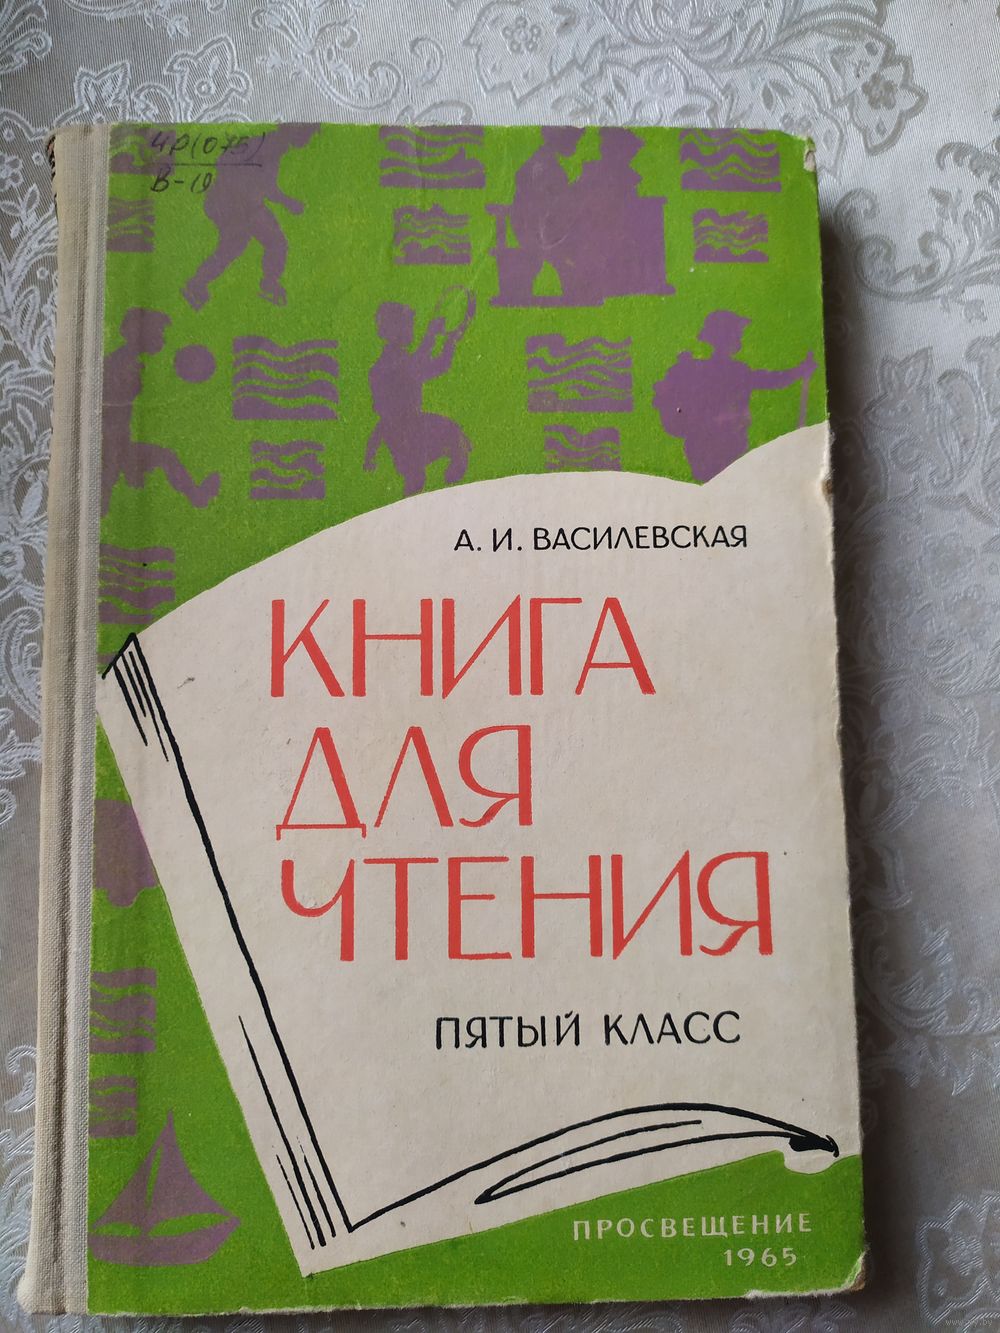 4Р(075)
В-19
А. И. ВАСИЛЕВСКАЯ
КНИГА
ДЛЯ
ЧТЕНИЯ
ПЯТЫЙ КЛАСС
ПРОСВЕЩЕНИЕ
1965